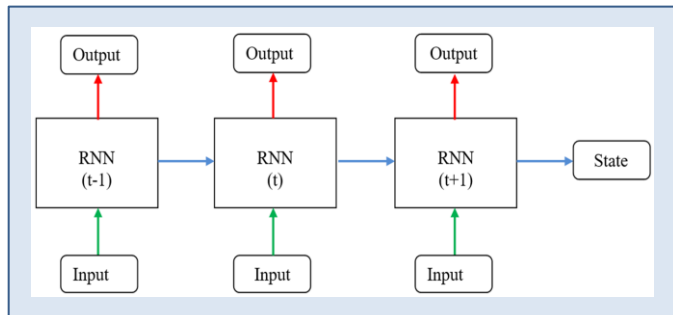 Output
Output
Output
RNN
(t-1)
RNN
(t)
RNN
(t+1)
State
Input
Input
Input